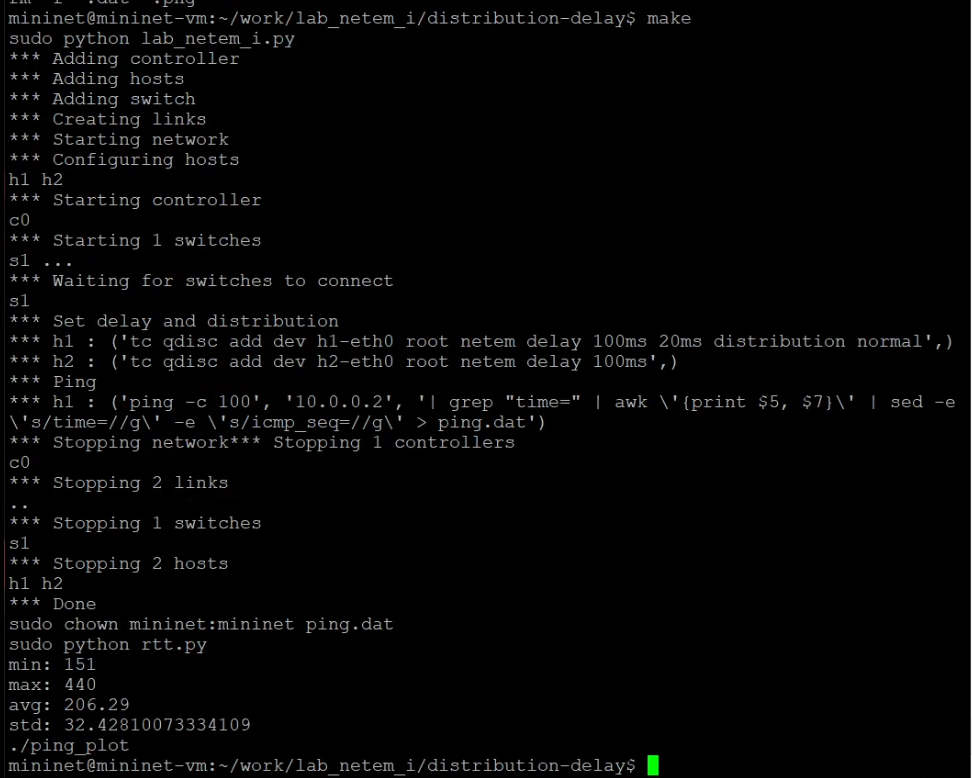 rm -f *.dat *.png
mininet@mininet-vm:~/work/lab_netem_i/distribution-delay$ make
sudo python lab_netem_i.py
*** Adding controller
*** Adding hosts
*** Adding switch
*** Creating links
*** Starting network
*** Configuring hosts
h1 h2
*** Starting controller
c0
*** Starting 1 switches
s1 ...
*** Waiting for switches to connect
s1
*** Set delay and distribution
*** h1 : ('tc qdisc add dev h1-eth0 root netem delay 100ms 20ms distribution normal',)
*** h2 : ('tc qdisc add dev h2-eth0 root netem delay 100ms',)
*** Ping
*** h1 : ('ping -c 100', '10.0.0.2', '| grep "time=" | awk \'{print $5, $7}\' | sed -e
\'s/time=//g\' -e \'s/icmp_seq=//g\' > ping.dat')
*** Stopping network*** Stopping 1 controllers
c0
*** Stopping 2 links
..
*** Stopping 1 switches
s1
*** Stopping 2 hosts
h1 h2
*** Done
sudo chown mininet:mininet ping.dat
sudo python rtt.py
min: 151
max: 440
avg: 206.29
std: 32.42810073334109
./ping_plot
mininet@mininet-vm:~/work/lab_netem_i/distribution-delay$